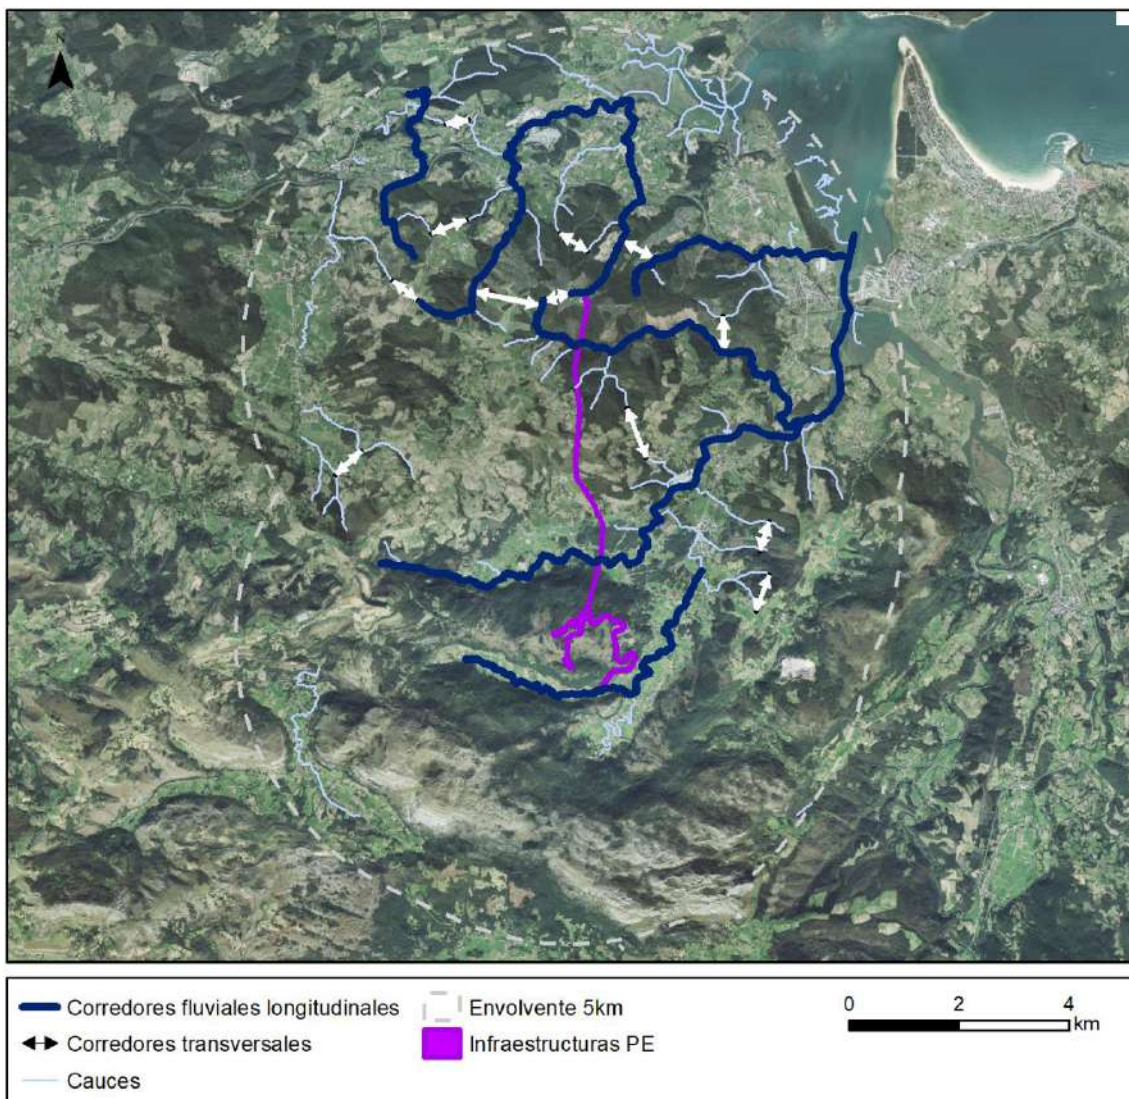 N
Corredores fluviales longitudinales
Envolvente 5km
Corredores transversales
Infraestructuras PE
Cauces
0 2 4
km